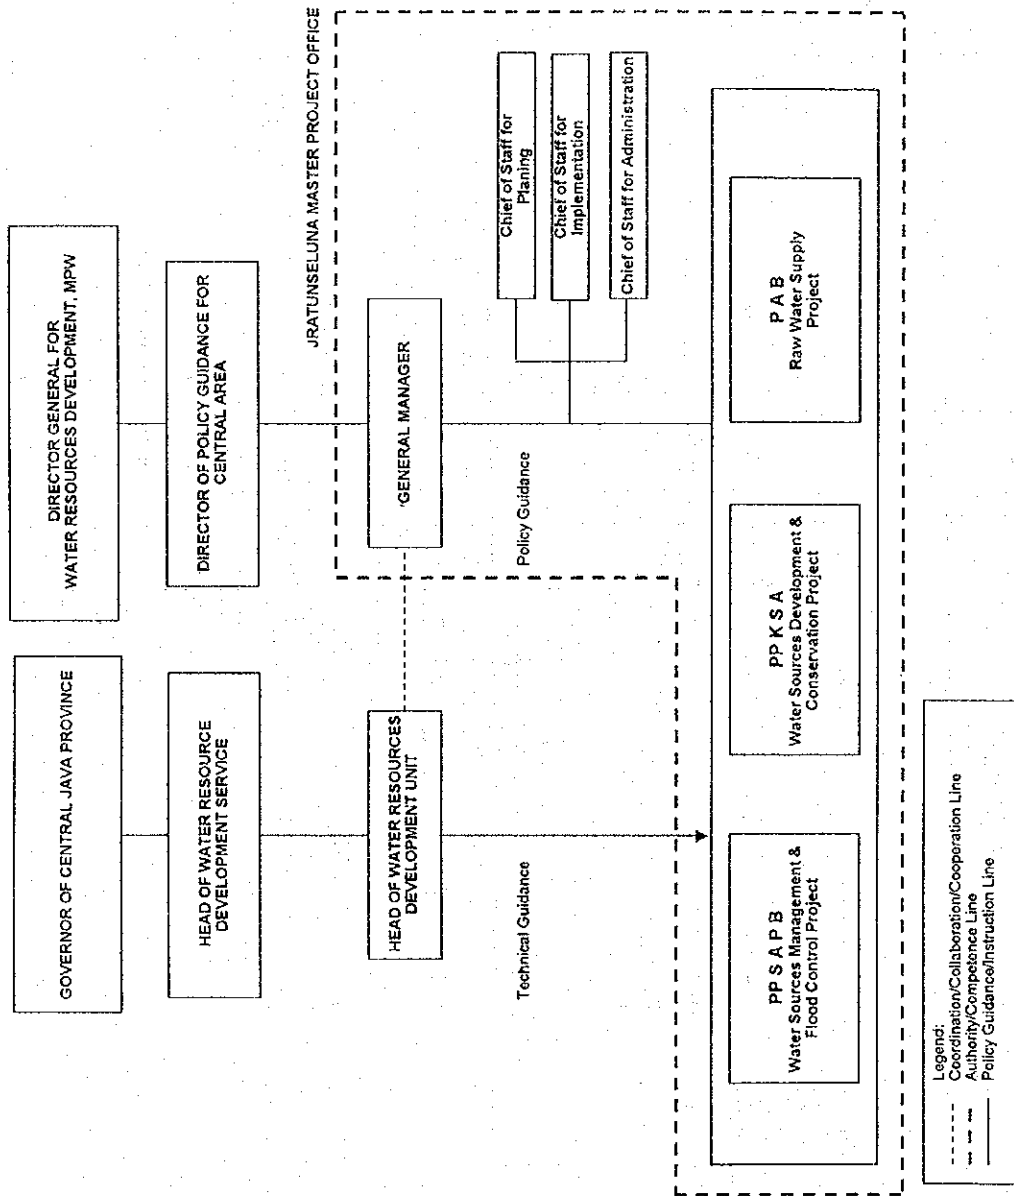 GOVERNOR OF CENTRAL JAVA PROVINCE
DIRECTOR GENERAL FOR
WATER RESOURCES DEVELOPMENT, MPW
HEAD OF WATER RESOURCE
DEVELOPMENT SERVICE
DIRECTOR OF POLICY GUIDANCE FOR
CENTRAL AREA
JRATUNSELUNA MASTER PROJECT OFFICE
HEAD OF WATER RESOURCES
DEVELOPMENT UNIT
GENERAL MANAGER
Technical Guidance
Policy Guidance
Chief of Staff for
Planing
Chief of Staff for
Implementation
Chief of Staff for Administration
PP S A P B
Water Sources Management &
Flood Control Project
PP K S A
Water Sources Development &
Conservation Project
P A B
Raw Water Supply
Project
Legend:
Coordination/Collaboration/Cooperation Line
Authority/Competence Line
Policy Guidance/Instruction Line